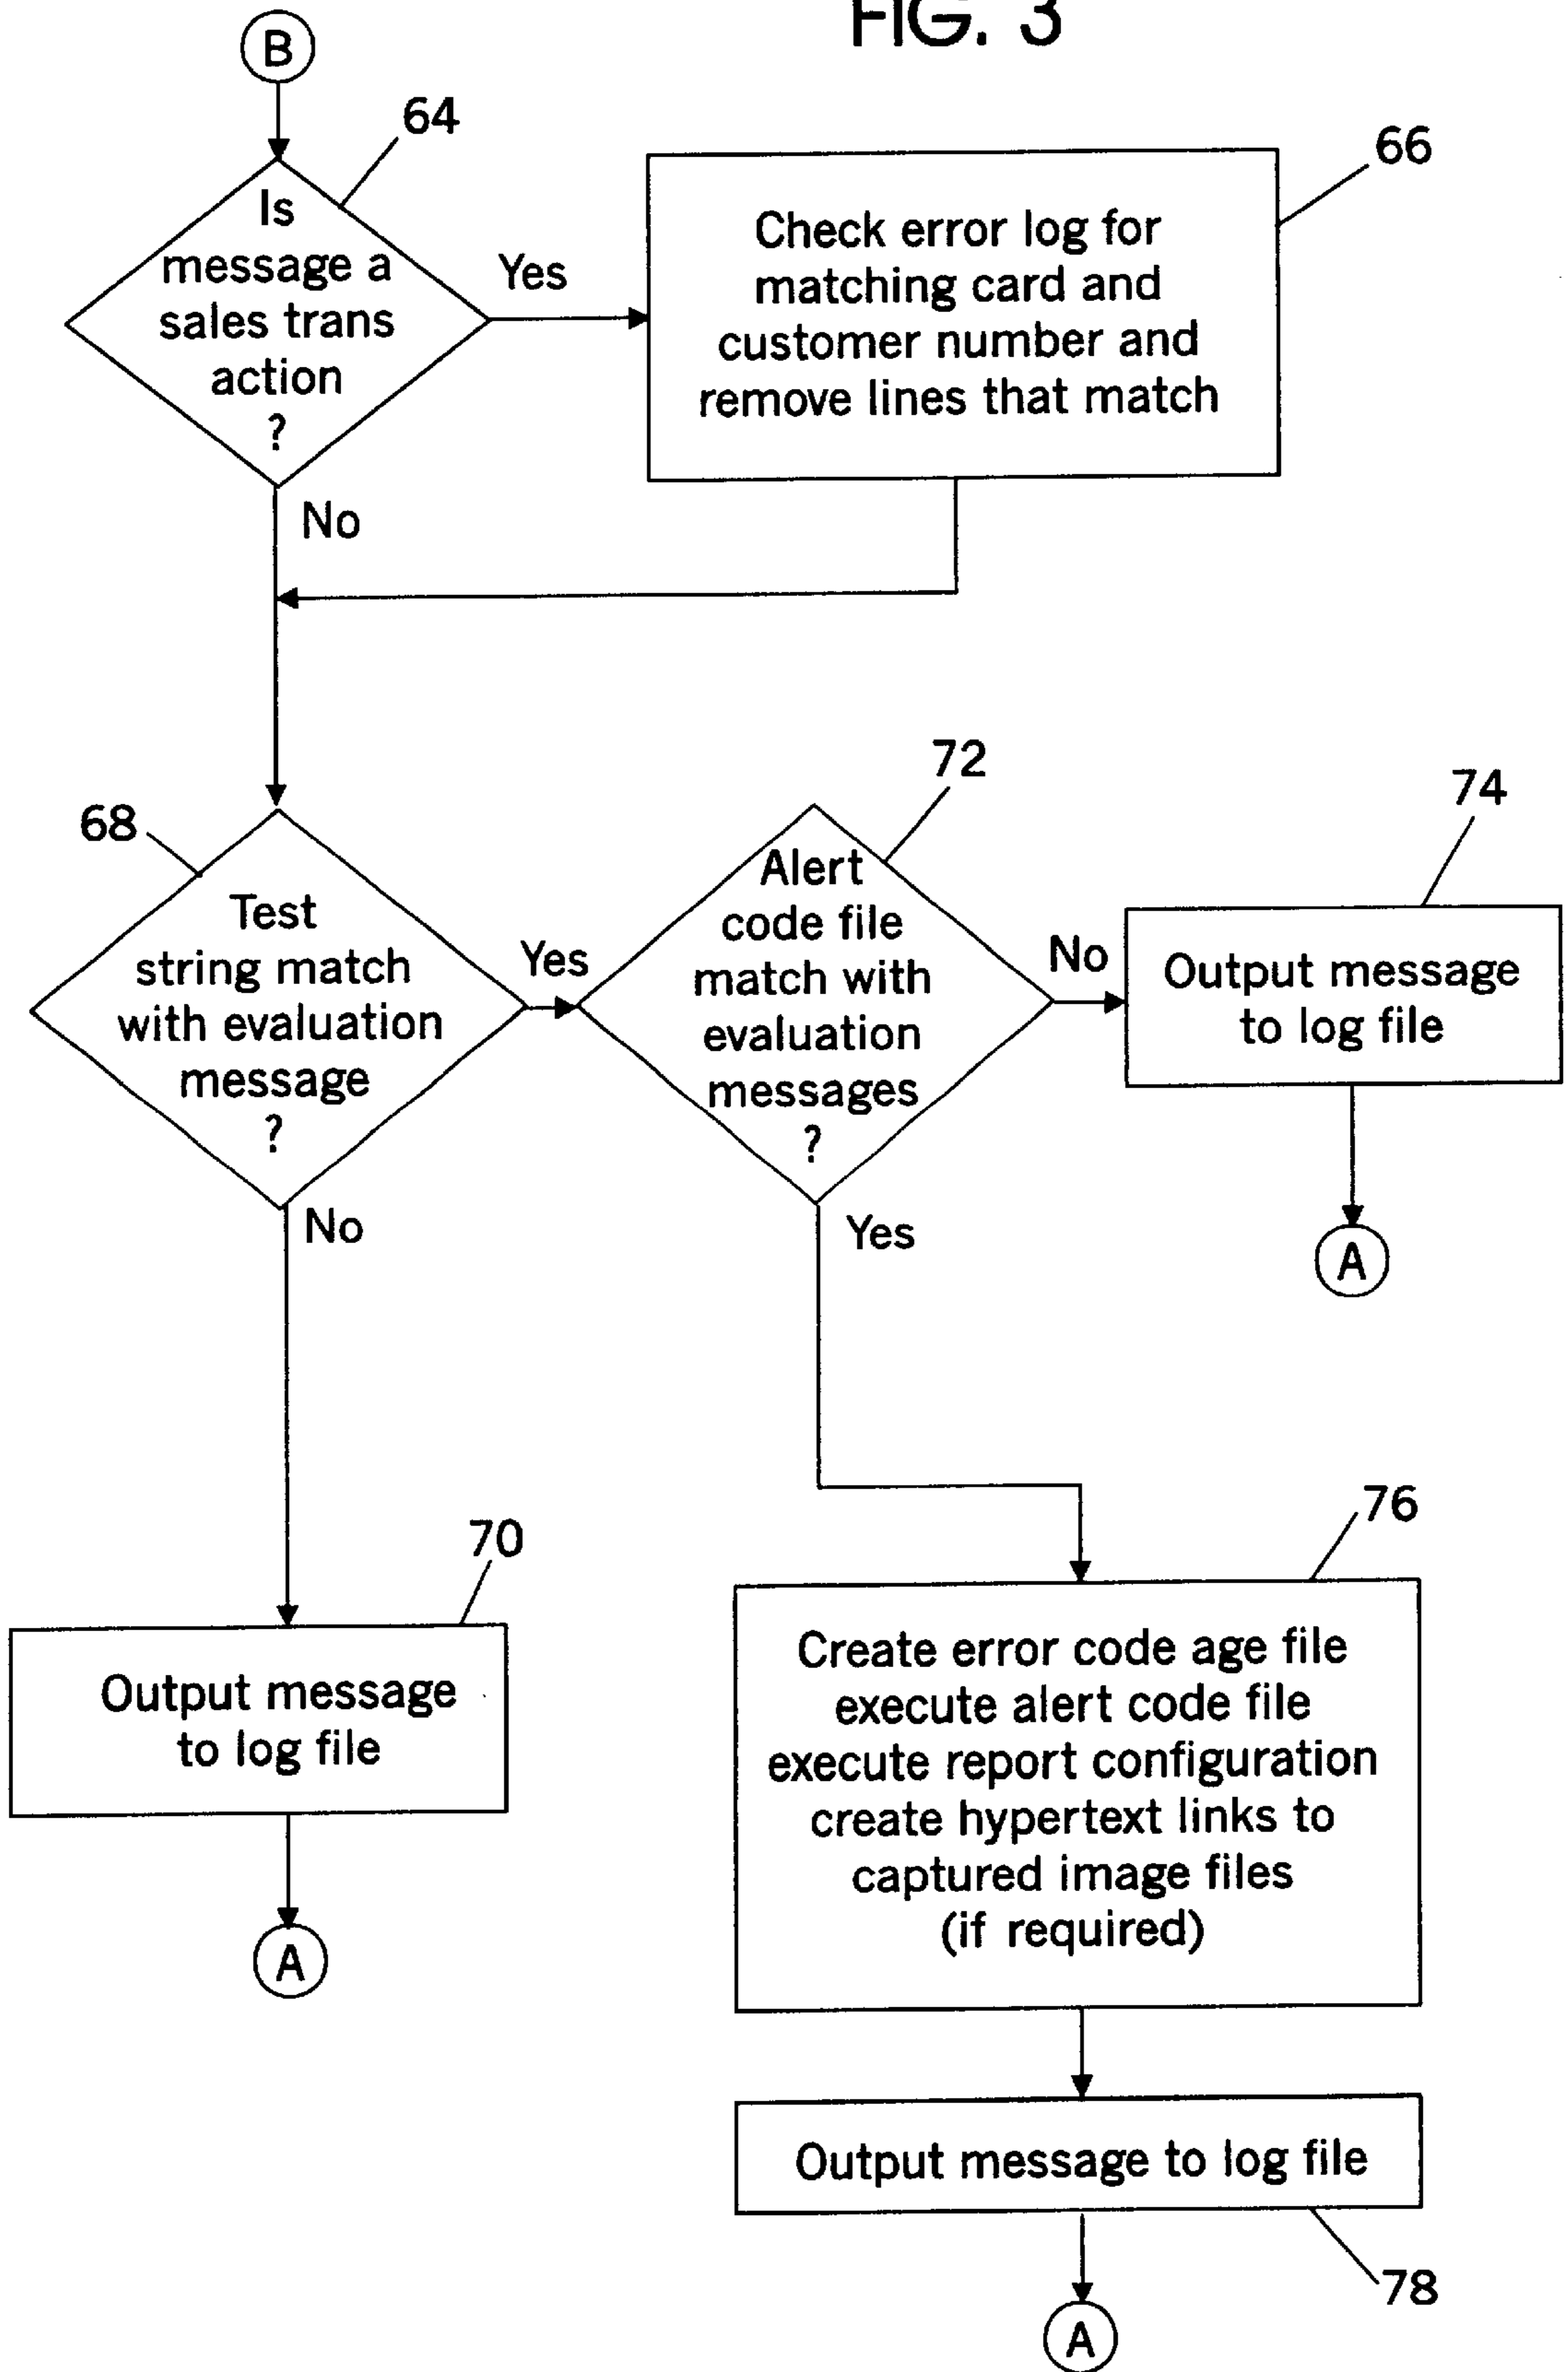 FIG. 3
B
64
Is
message a
sales trans
action
?
Yes
66
Check error log for
matching card and
customer number and
remove lines that match
No
68
Test
string match
with evaluation
message
?
Yes
72
Alert
code file
match with
evaluation
messages
?
No
74
Output message
to log file
A
No
Yes
70
Output message
to log file
A
76
Create error code age file
execute alert code file
execute report configuration
create hypertext links to
captured image files
(if required)
Output message to log file
78
A